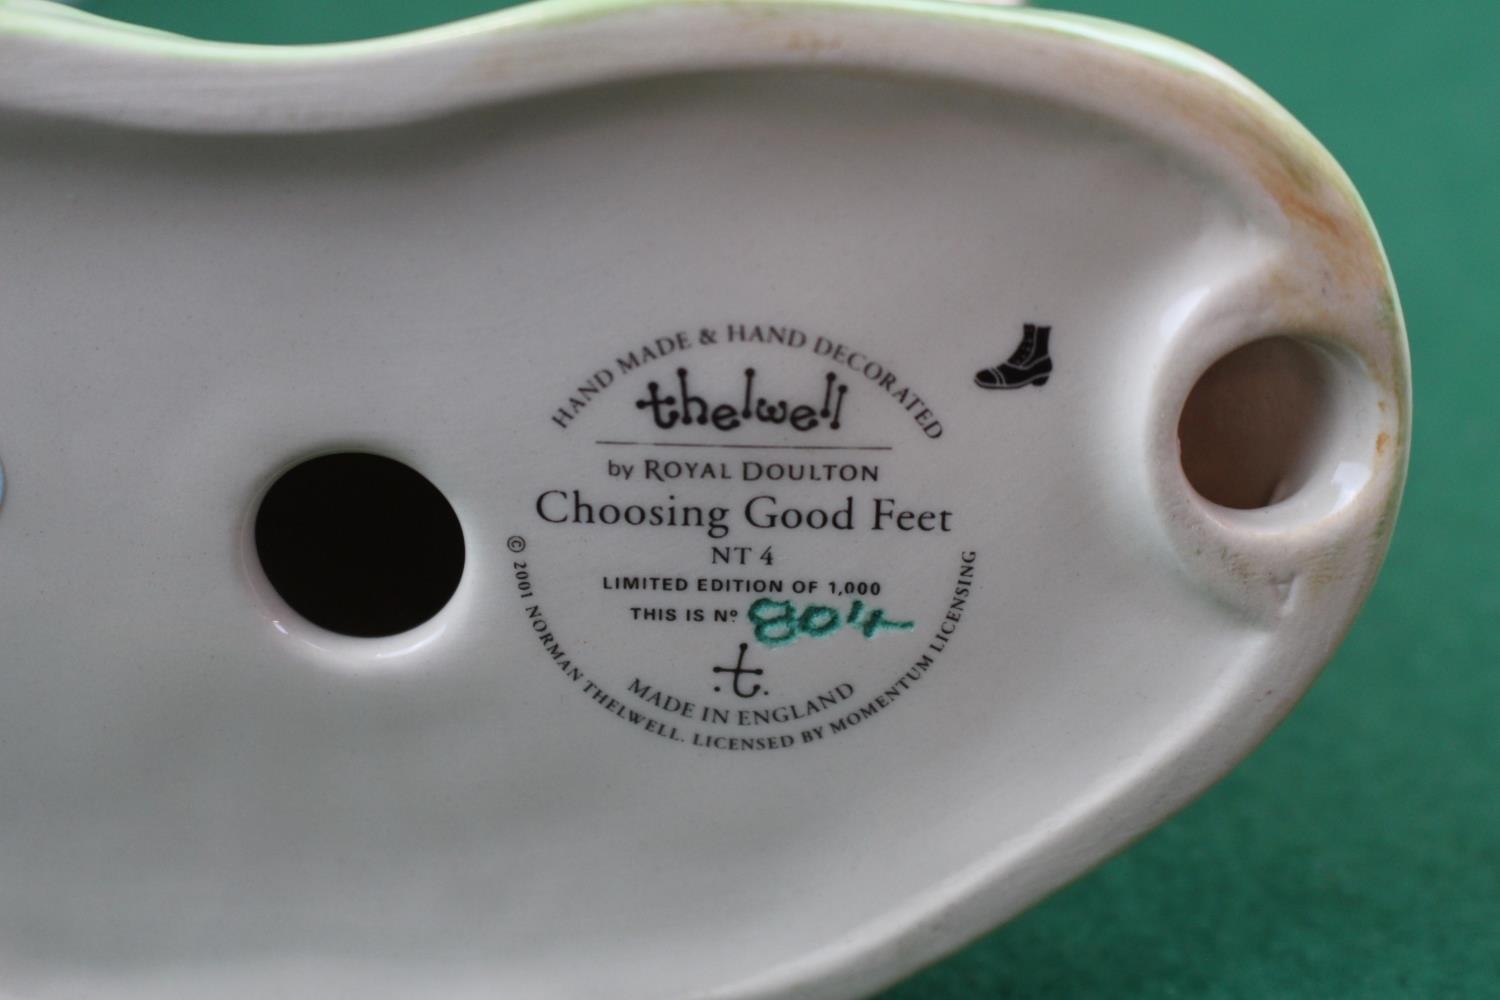 HAND MADE & HAND DECORATED
thelwell
by ROYAL DOULTON
Choosing Good Feet
NT 4
LIMITED EDITION OF 1,000
THIS IS Nº 804
t
MADE IN ENGLAND
© 2001 NORMAN THELWELL. LICENSED BY MOMENTUM LICENSING